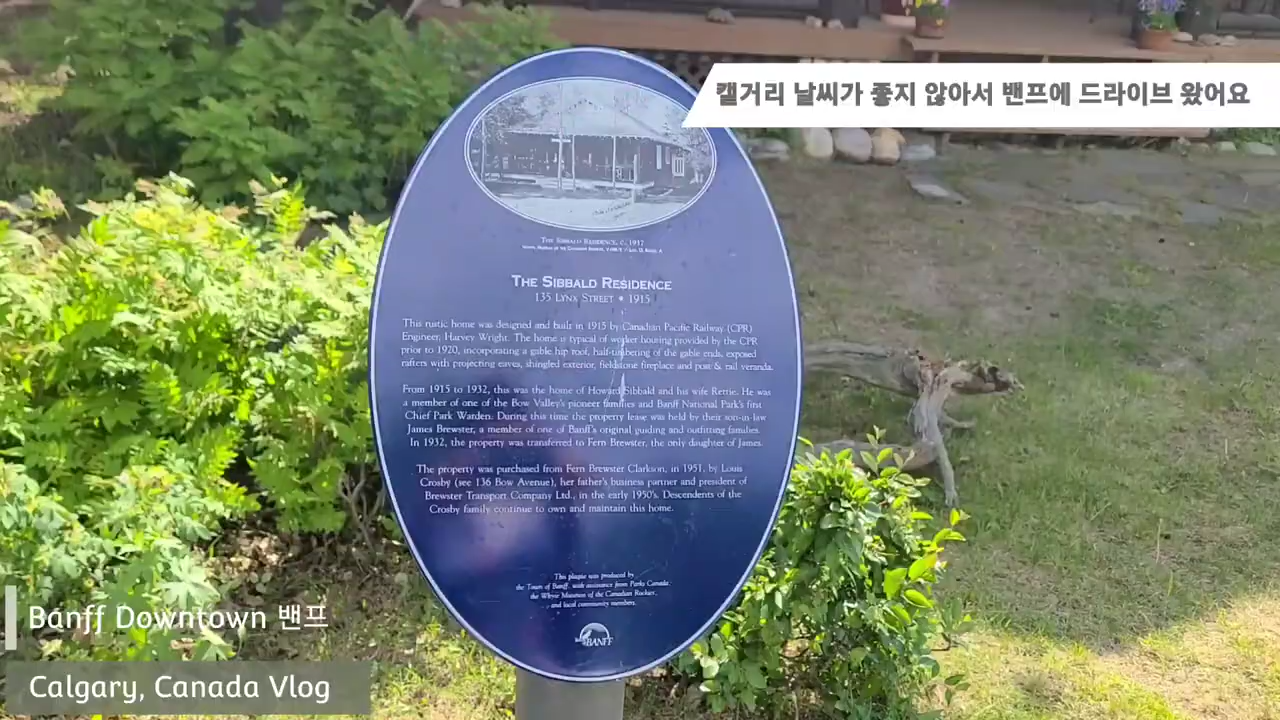 캘거리 날씨가 좋지 않아서 밴프에 드라이브 왔어요
THE SIBBALD RESIDENCE, C. 1917
THE SIBBALD RESIDENCE
135 LYNX STREET • 1915
This rustic home was designed and built in 1915 by Canadian Pacific Railway (CPR)
Engineer, Harvey Wright. The home is typical of worker housing provided by the CPR
prior to 1920, incorporating a gable hip roof, half-timbering of the gable ends, exposed
rafters with projecting eaves, shingled exterior, fieldstone fireplace and post & rail veranda.
From 1915 to 1932, this was the home of Howard Sibbald and his wife Rettie. He was
a member of one of the Bow Valley's pioneer families and Banff National Park's first
Chief Park Warden. During this time the property lease was held by their son-in-law
James Brewster, a member of one of Banff's original guiding and outfitting families.
In 1932, the property was transferred to Fern Brewster, the only daughter of James.
The property was purchased from Fern Brewster Clarkson, in 1951, by Louis
Crosby (see 136 Bow Avenue), her father's business partner and president of
Brewster Transport Company Ltd., in the early 1950's. Descendents of the
Crosby family continue to own and maintain this home.
This plaque was produced by
the Town of Banff, with assistance from Parks Canada,
the Whyte Museum of the Canadian Rockies,
and local community members.
BANFF
Banff Downtown 밴프
Calgary, Canada Vlog